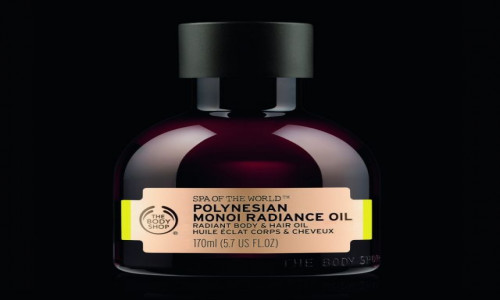 SPA OF THE WORLD™
POLYNESIAN
MONOI RADIANCE OIL
RADIANT BODY & HAIR OIL
HUILE ÉCLAT CORPS & CHEVEUX
170ml (5.7 US FL.OZ)
THE
BODY
SHOP®
THE BODY SHOP